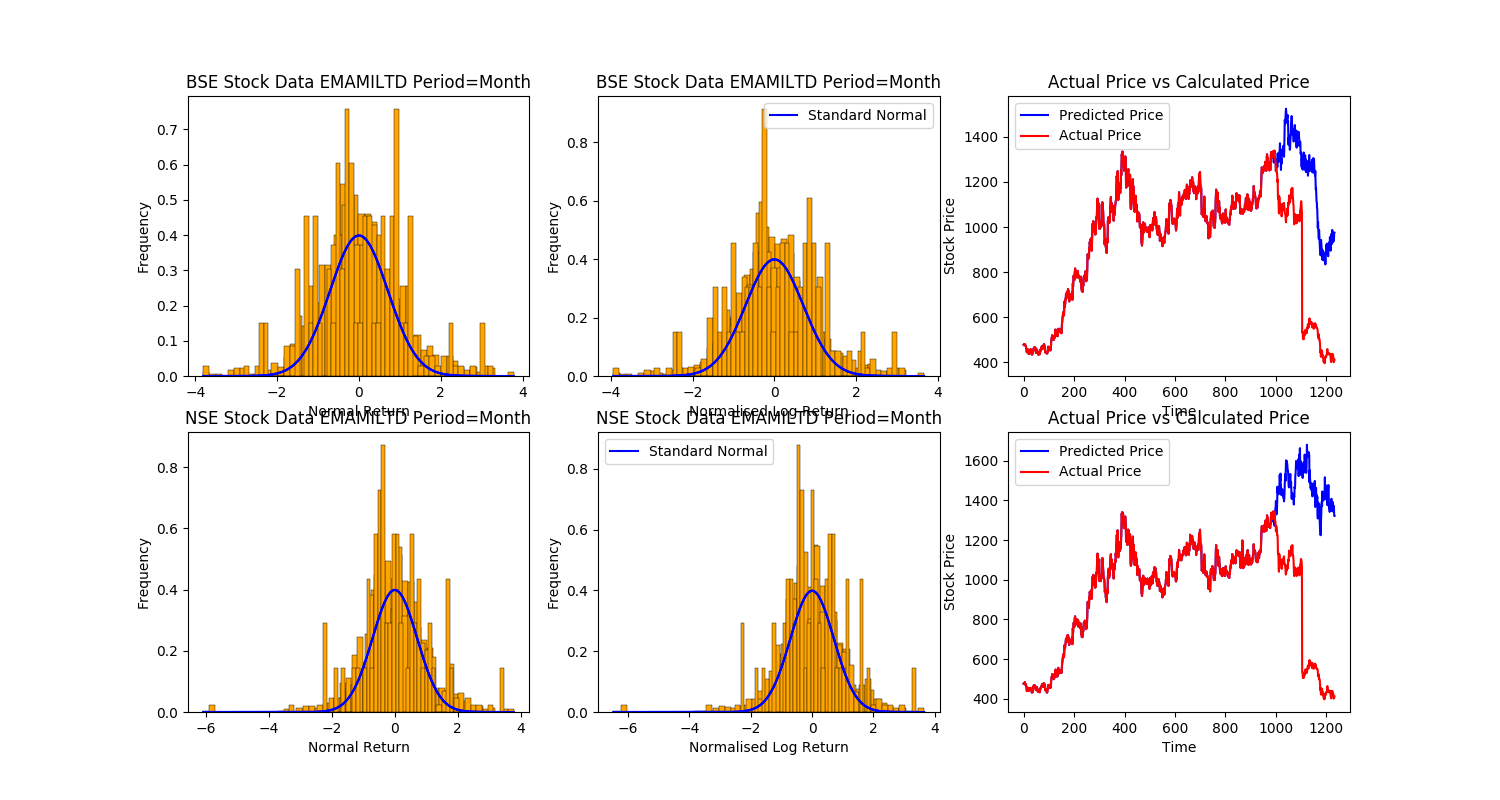 BSE Stock Data EMAMILTD Period=Month
Frequency
0.7
0.6
0.5
0.4
0.3
0.2
0.1
0.0
−4 −2 0 2 4
Normal Return
BSE Stock Data EMAMILTD Period=Month
Standard Normal
Frequency
0.8
0.6
0.4
0.2
0.0
−4 −2 0 2 4
Normalised Log Return
Actual Price vs Calculated Price
Predicted Price
Actual Price
Stock Price
1400
1200
1000
800
600
400
0 200 400 600 800 1000 1200
Time
NSE Stock Data EMAMILTD Period=Month
Frequency
0.8
0.6
0.4
0.2
0.0
−6 −4 −2 0 2 4
Normal Return
NSE Stock Data EMAMILTD Period=Month
Standard Normal
Frequency
0.8
0.6
0.4
0.2
0.0
−6 −4 −2 0 2 4
Normalised Log Return
Actual Price vs Calculated Price
Predicted Price
Actual Price
Stock Price
1600
1400
1200
1000
800
600
400
0 200 400 600 800 1000 1200
Time